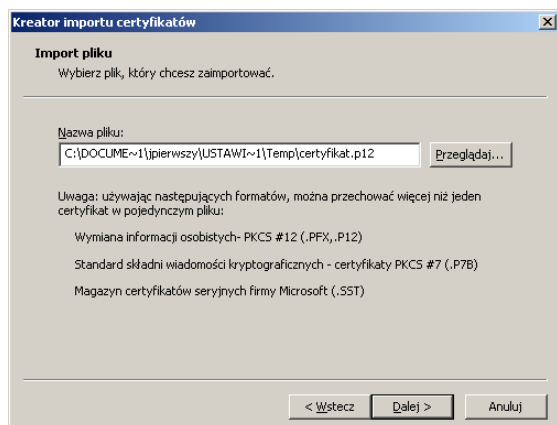 Kreator importu certyfikatów
Import pliku
Wybierz plik, który chcesz zaimportować.
Nazwa pliku:
C:\DOCUME~1\jpierwszy\USTAWI~1\Temp\certyfikat.p12
Przeglądaj...
Uwaga: używając następujących formatów, można przechować więcej niż jeden
certyfikat w pojedynczym pliku:
Wymiana informacji osobistych- PKCS #12 (.PFX,.P12)
Standard składni wiadomości kryptograficznych - certyfikaty PKCS #7 (.P7B)
Magazyn certyfikatów seryjnych firmy Microsoft (.SST)
< Wstecz
Dalej >
Anuluj